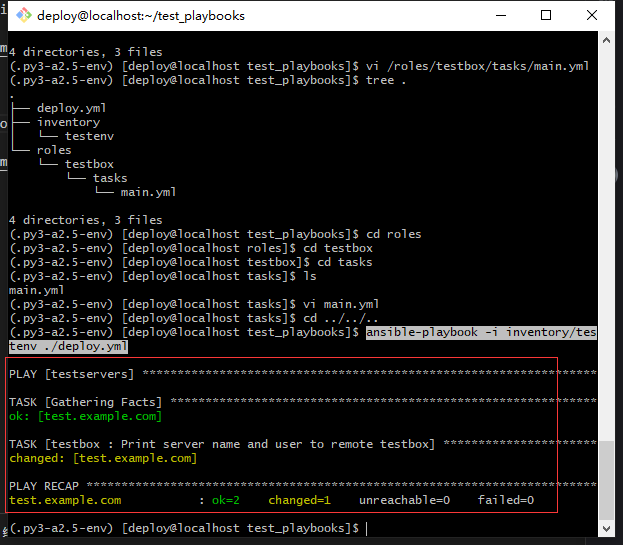 deploy@localhost:~/test_playbooks
4 directories, 3 files
(.py3-a2.5-env) [deploy@localhost test_playbooks]$ vi /roles/testbox/tasks/main.yml
(.py3-a2.5-env) [deploy@localhost test_playbooks]$ tree .
.
├── deploy.yml
├── inventory
│   └── testenv
└── roles
    └── testbox
        └── tasks
            └── main.yml
4 directories, 3 files
(.py3-a2.5-env) [deploy@localhost test_playbooks]$ cd roles
(.py3-a2.5-env) [deploy@localhost roles]$ cd testbox
(.py3-a2.5-env) [deploy@localhost testbox]$ cd tasks
(.py3-a2.5-env) [deploy@localhost tasks]$ ls
main.yml
(.py3-a2.5-env) [deploy@localhost tasks]$ vi main.yml
(.py3-a2.5-env) [deploy@localhost tasks]$ cd ../../..
(.py3-a2.5-env) [deploy@localhost test_playbooks]$ ansible-playbook -i inventory/tes
tenv ./deploy.yml
PLAY [testservers] **************************************************************
TASK [Gathering Facts] **********************************************************
ok: [test.example.com]
TASK [testbox : Print server name and user to remote testbox] *********************
changed: [test.example.com]
PLAY RECAP **********************************************************************
test.example.com           : ok=2    changed=1    unreachable=0    failed=0
(.py3-a2.5-env) [deploy@localhost test_playbooks]$